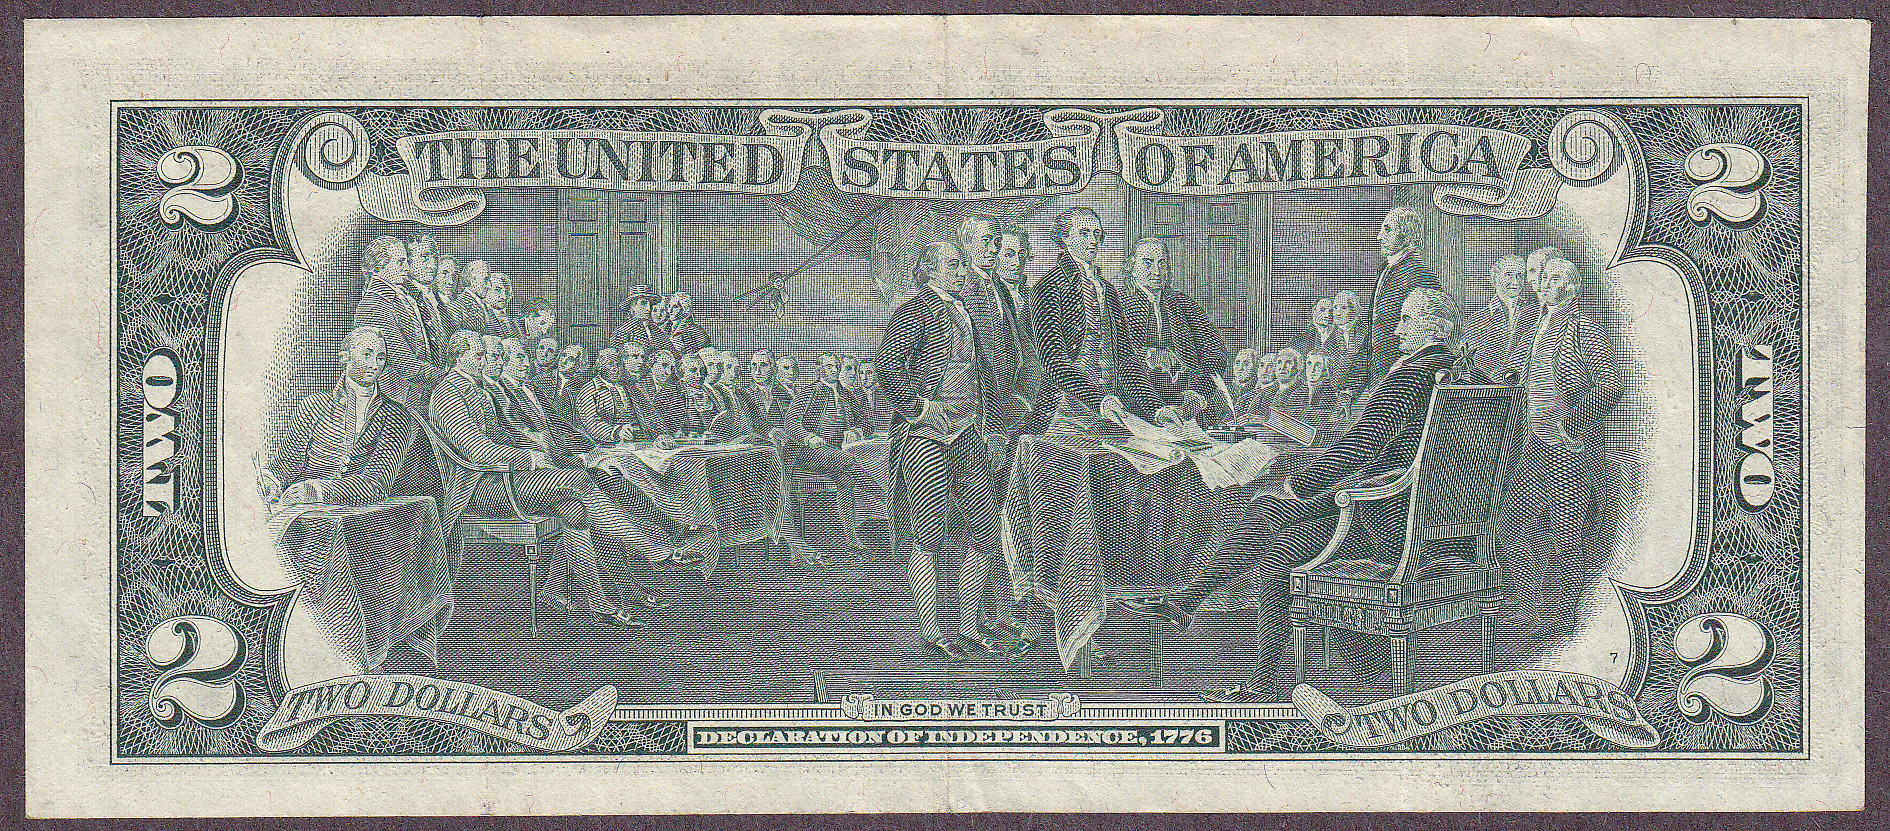 THE UNITED STATES OF AMERICA
2 2
TWO TWO
2 2
7
TWO DOLLARS TWO DOLLARS
IN GOD WE TRUST
DECLARATION OF INDEPENDENCE, 1776